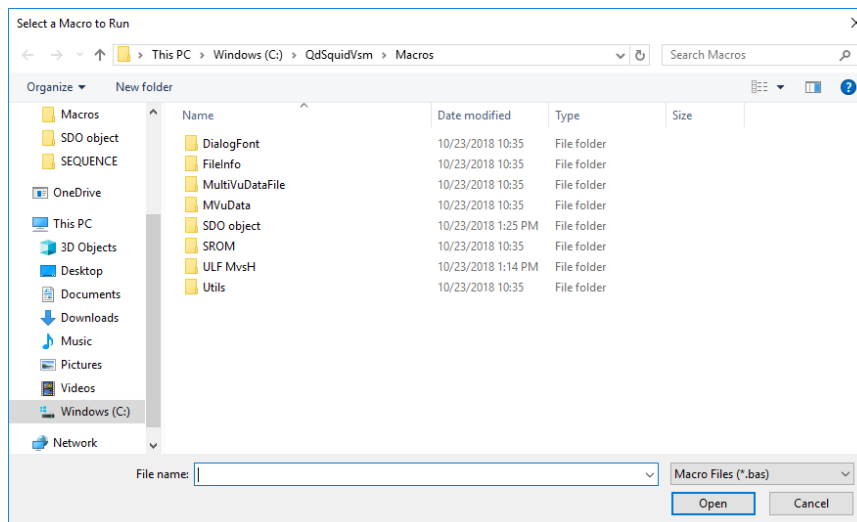 Select a Macro to Run
This PC > Windows (C:) > QdSquidVsm > Macros
Search Macros
Organize
New folder
Macros
SDO object
SEQUENCE
OneDrive
This PC
3D Objects
Desktop
Documents
Downloads
Music
Pictures
Videos
Windows (C:)
Network
Name Date modified Type Size
DialogFont 10/23/2018 10:35 File folder
FileInfo 10/23/2018 10:35 File folder
MultiVuDataFile 10/23/2018 10:35 File folder
MVuData 10/23/2018 10:35 File folder
SDO object 10/23/2018 1:25 PM File folder
SROM 10/23/2018 10:35 File folder
ULF MvsH 10/23/2018 1:14 PM File folder
Utils 10/23/2018 10:35 File folder
File name:
Macro Files (*.bas)
Open Cancel